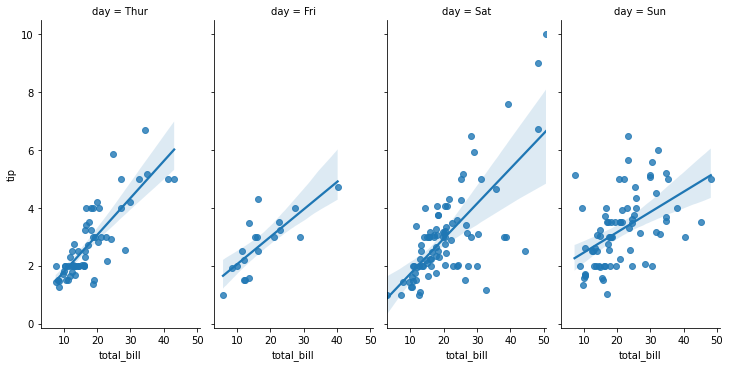 day = Thur
day = Fri
day = Sat
day = Sun
10
8
6
4
2
0
tip
10 20 30 40 50
10 20 30 40 50
10 20 30 40 50
10 20 30 40 50
total_bill
total_bill
total_bill
total_bill